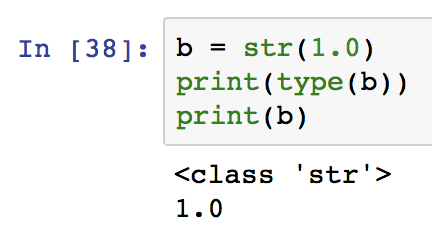 In [38]: b = str(1.0)
print(type(b))
print(b)
<class 'str'>
1.0